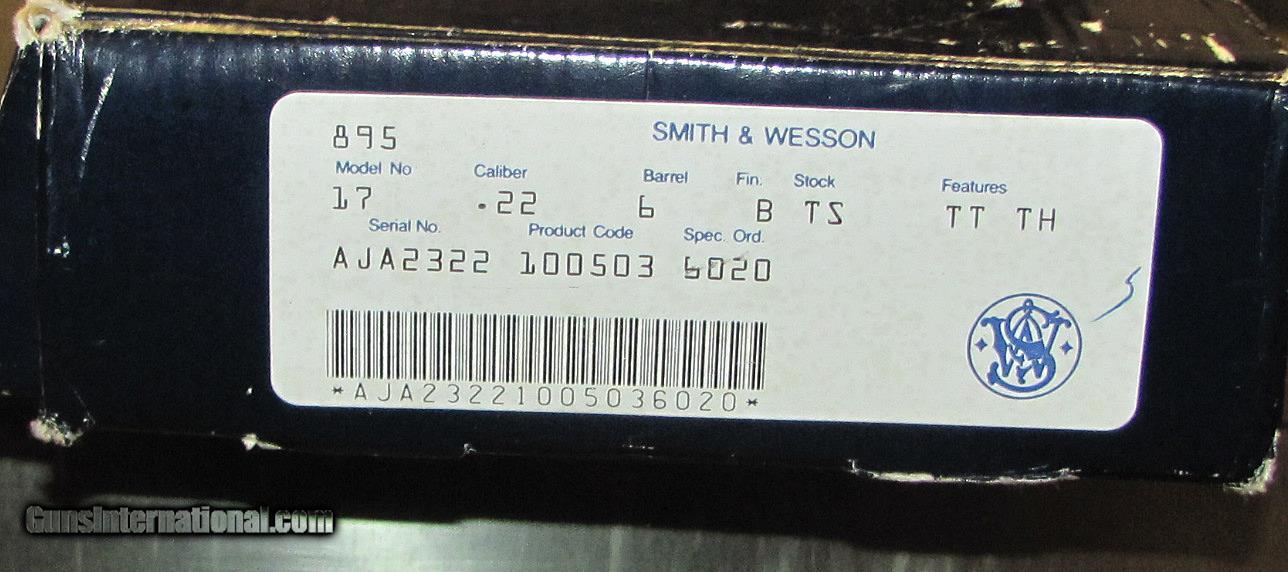 895 SMITH & WESSON
Model No Caliber Barrel Fin. Stock Features
17 .22 6 B TS TT TH
Serial No. Product Code Spec. Ord.
AJA2322 100503 6020
*AJA23221005036020*
GunsInternational.com